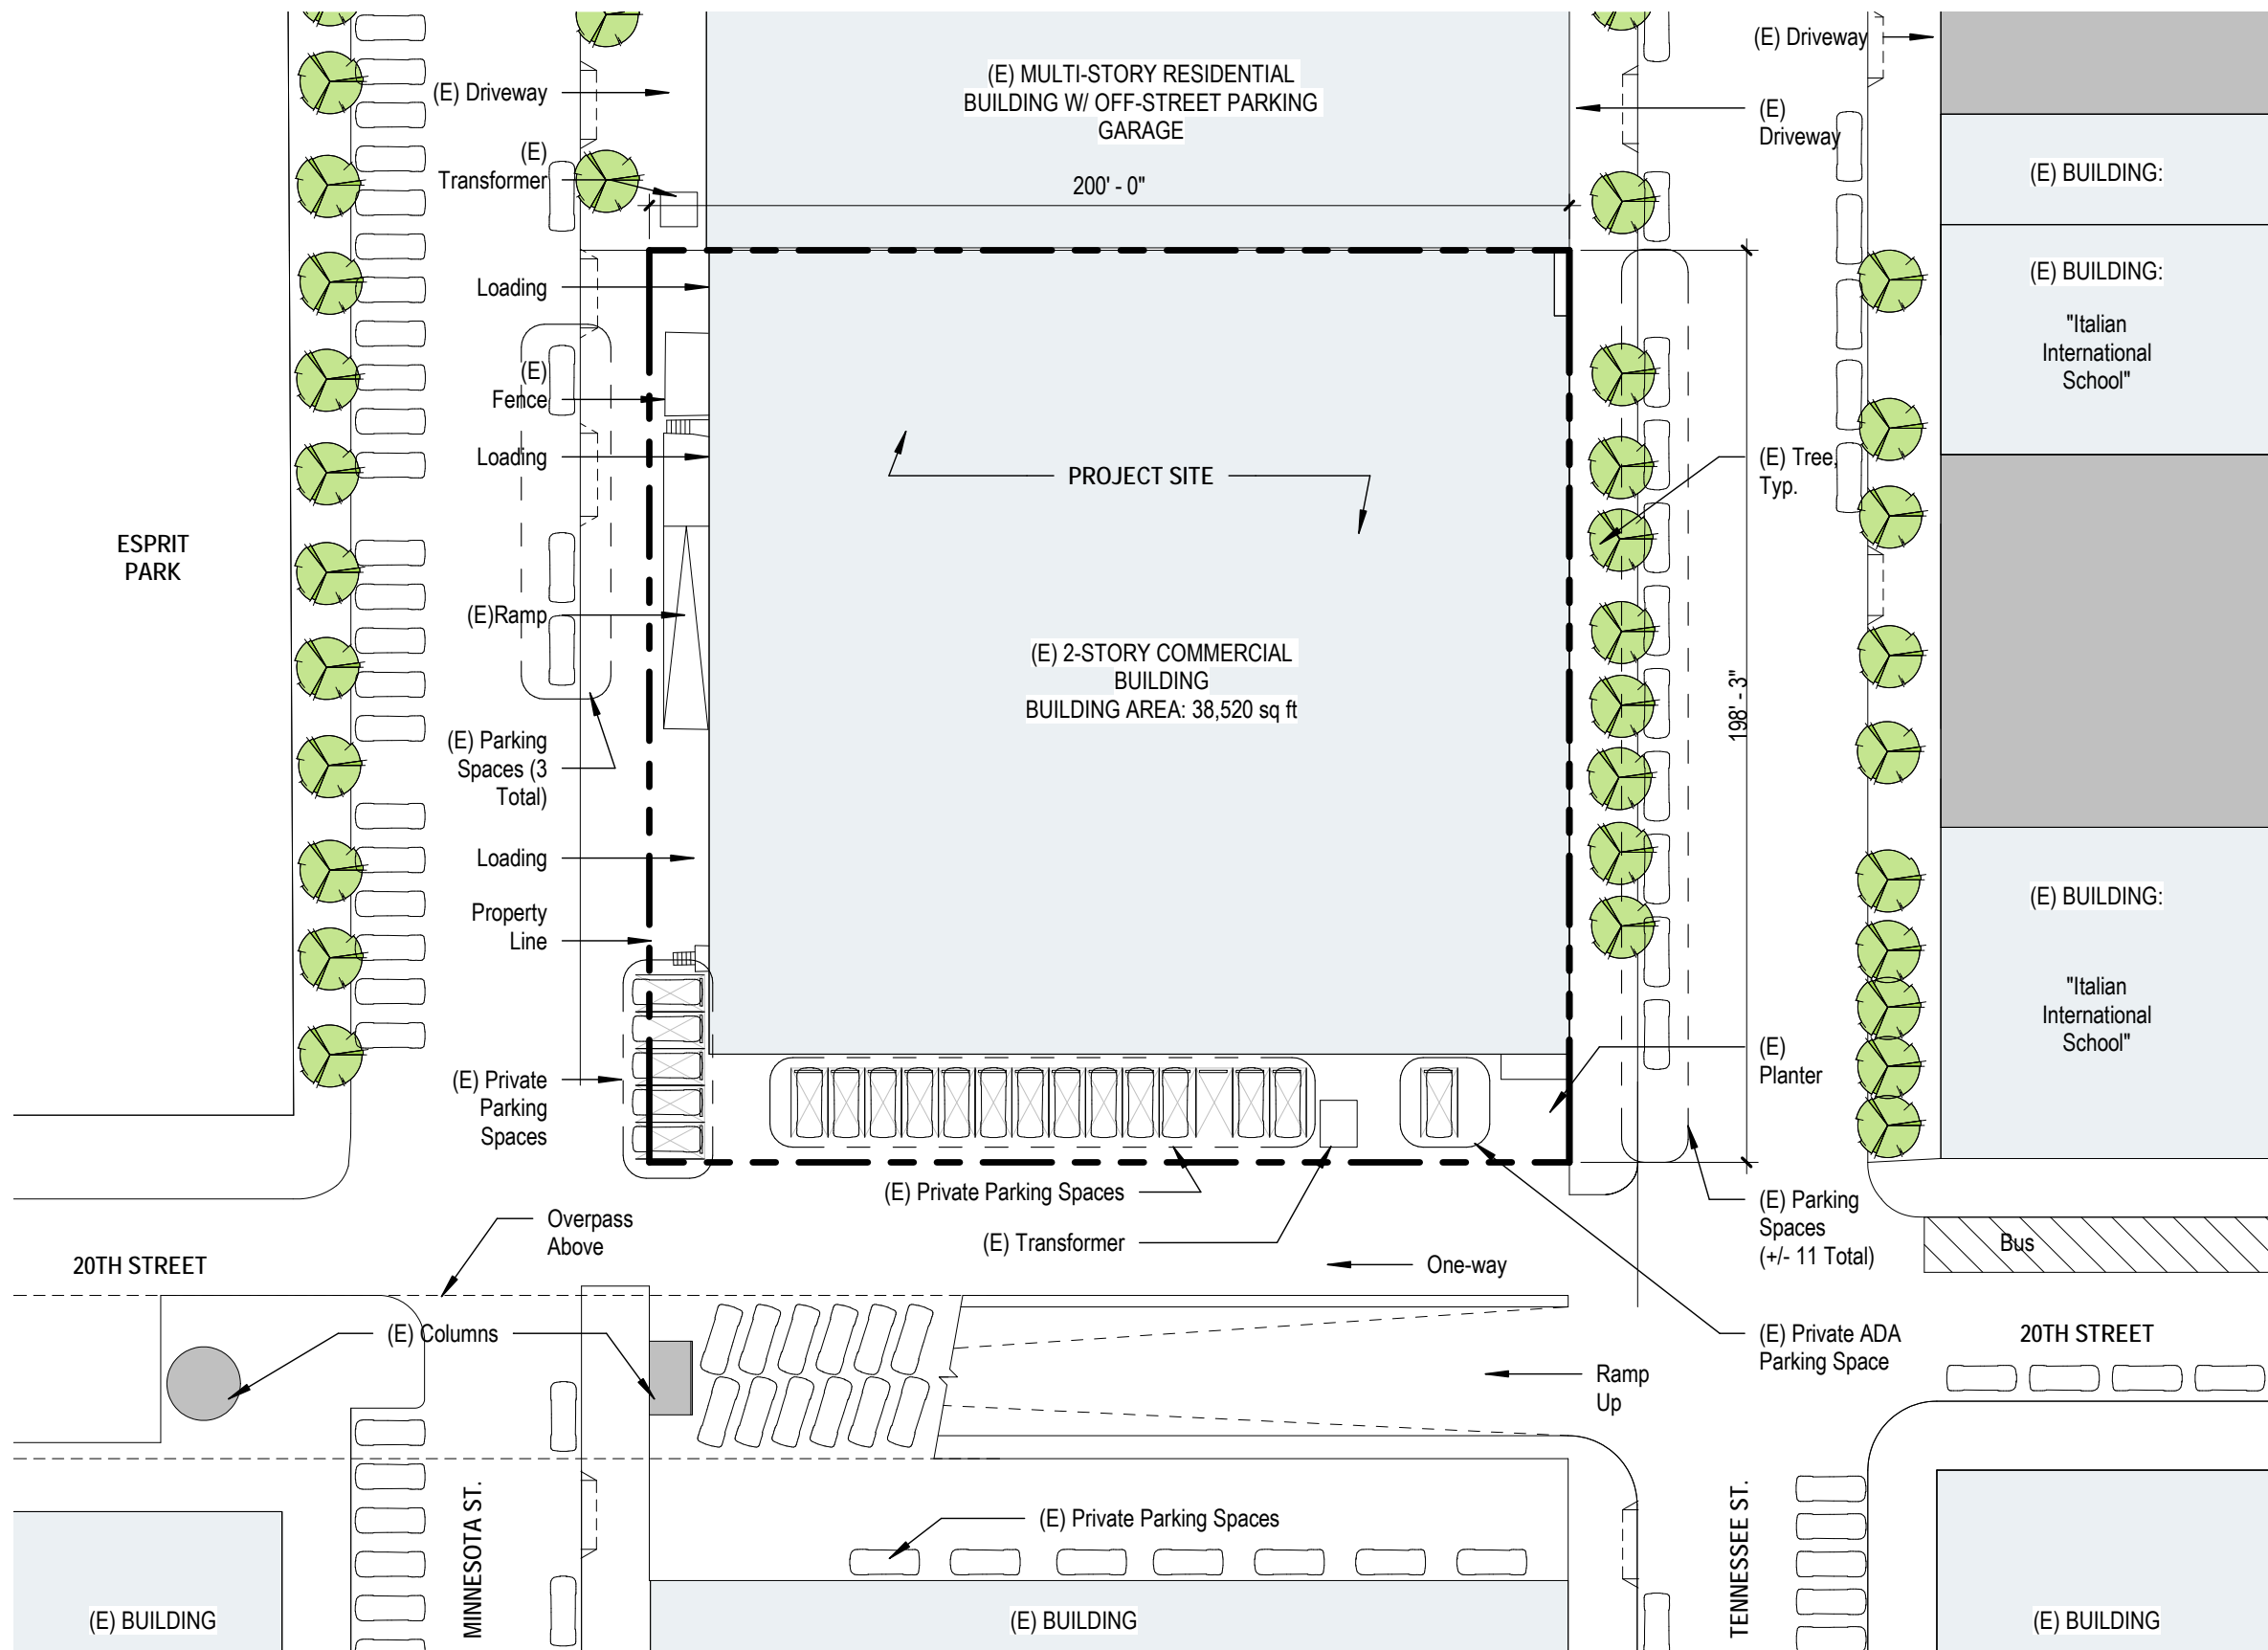 (E) Driveway
(E) MULTI-STORY RESIDENTIAL
BUILDING W/ OFF-STREET PARKING
GARAGE
(E) Driveway
(E)
Driveway
(E)
Transformer
200' - 0"
(E) BUILDING:
Loading
(E) BUILDING:
"Italian
International
School"
(E)
Fence
Loading
PROJECT SITE
(E) Tree,
Typ.
ESPRIT
PARK
(E)Ramp
(E) 2-STORY COMMERCIAL
BUILDING
BUILDING AREA: 38,520 sq ft
198' - 3"
(E) Parking
Spaces (3
Total)
Loading
Property
Line
(E) BUILDING:
"Italian
International
School"
(E) Private
Parking
Spaces
(E)
Planter
(E) Private Parking Spaces
(E) Parking
Spaces
(+/- 11 Total)
Overpass
Above
(E) Transformer
Bus
20TH STREET
One-way
(E) Columns
(E) Private ADA
Parking Space
20TH STREET
Ramp
Up
MINNESOTA ST.
(E) Private Parking Spaces
TENNESSEE ST.
(E) BUILDING
(E) BUILDING
(E) BUILDING